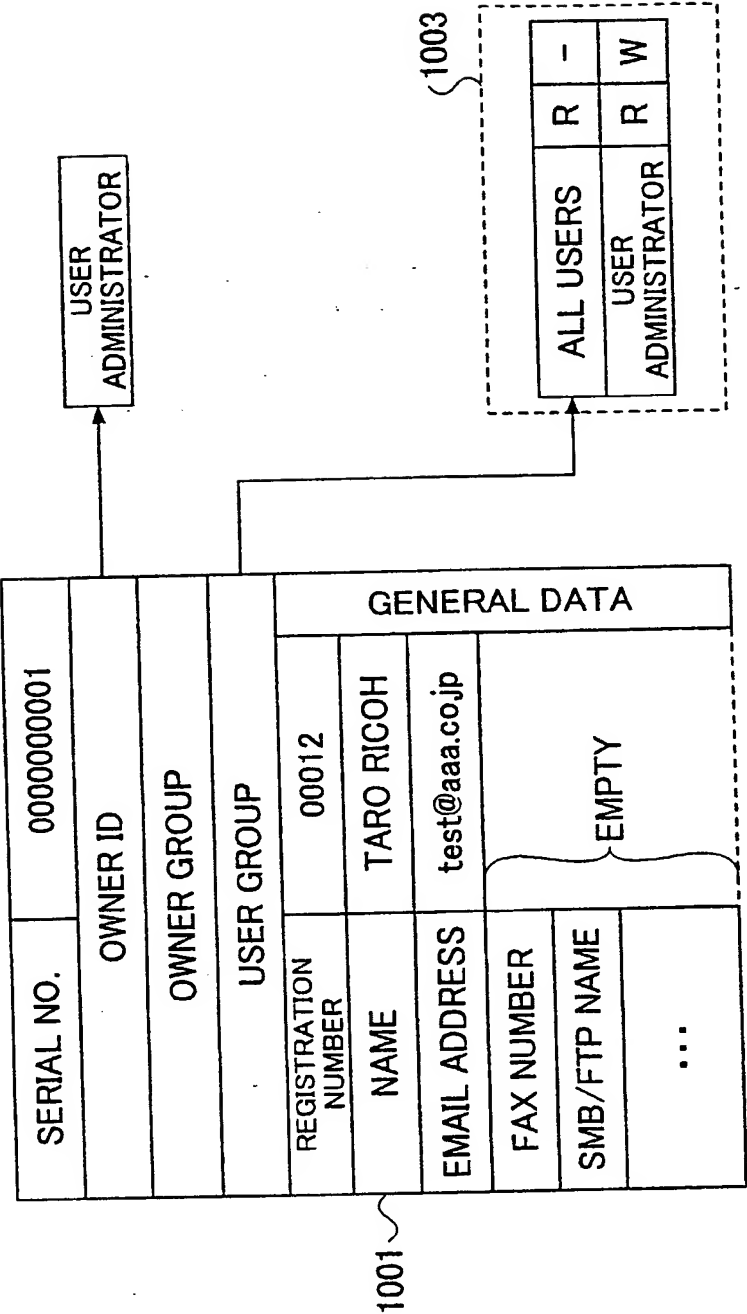 SERIAL NO. 0000000001
OWNER ID
OWNER GROUP
USER GROUP
REGISTRATION
NUMBER
00012
NAME TARO RICOH
EMAIL ADDRESS test@aaa.co.jp
FAX NUMBER
SMB/FTP NAME
...
EMPTY
GENERAL DATA
1001
USER
ADMINISTRATOR
1003
ALL USERS R -
USER
ADMINISTRATOR
R W